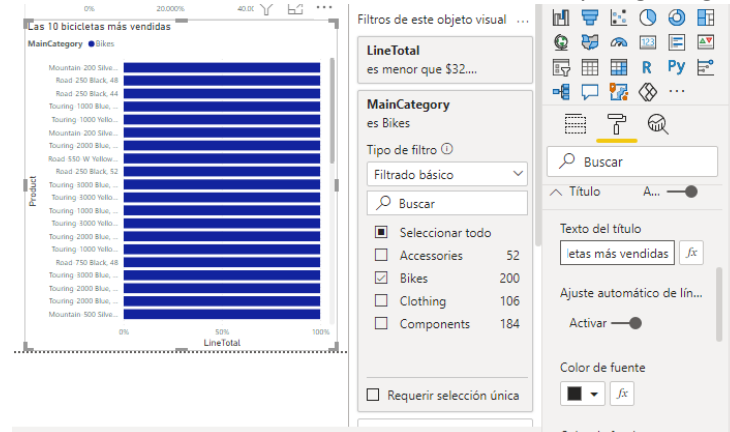 0%
20.000%
40.0(
Las 10 bicicletas más vendidas
MainCategory Bikes
Mountain-200 Silve...
Road-250 Black, 48
Road-250 Black, 44
Touring-1000 Blue, ...
Touring-1000 Yello...
Mountain-200 Silve...
Touring-2000 Blue, ...
Road-550-W Yellow...
Road-250 Black, 52
Touring-3000 Blue, ...
Touring-3000 Yello...
Touring-1000 Blue, ...
Touring-3000 Yello...
Touring-2000 Blue, ...
Touring-1000 Yello...
Road-750 Black, 48
Touring-3000 Blue, ...
Touring-2000 Blue, ...
Touring-2000 Blue, ...
Mountain-500 Silve...
Product
0%
50%
100%
LineTotal
Filtros de este objeto visual ...
LineTotal
es menor que $32....
MainCategory
es Bikes
Tipo de filtro
Filtrado básico
Buscar
Seleccionar todo
Accessories 52
Bikes 200
Clothing 106
Components 184
Requerir selección única
123
R
Py
...
Buscar
Título A...
Texto del título
letas más vendidas
fx
Ajuste automático de lín...
Activar
Color de fuente
fx